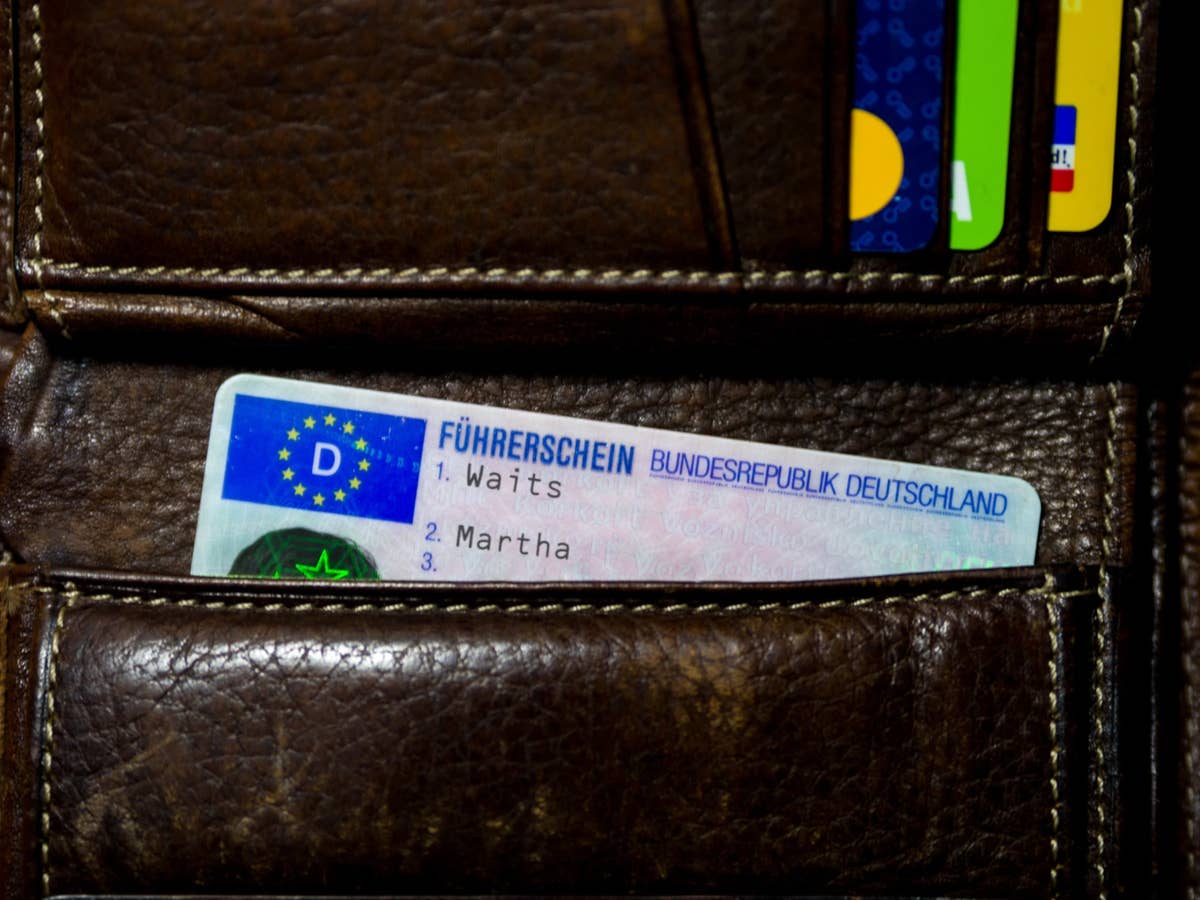 A
D
FÜHRERSCHEIN BUNDESREPUBLIK DEUTSCHLAND
1. Waits
2. Martha
3.